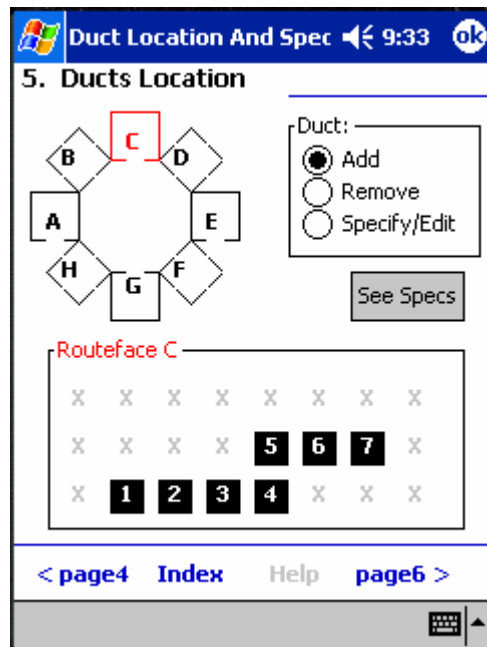 Duct Location And Spec 9:33 ok
5. Ducts Location
C
B D
A E
H F
G
Duct:
Add
Remove
Specify/Edit
See Specs
Routeface C
X X X X X X X X
X X X X 5 6 7 X
X 1 2 3 4 X X X
< page4 Index Help page6 >